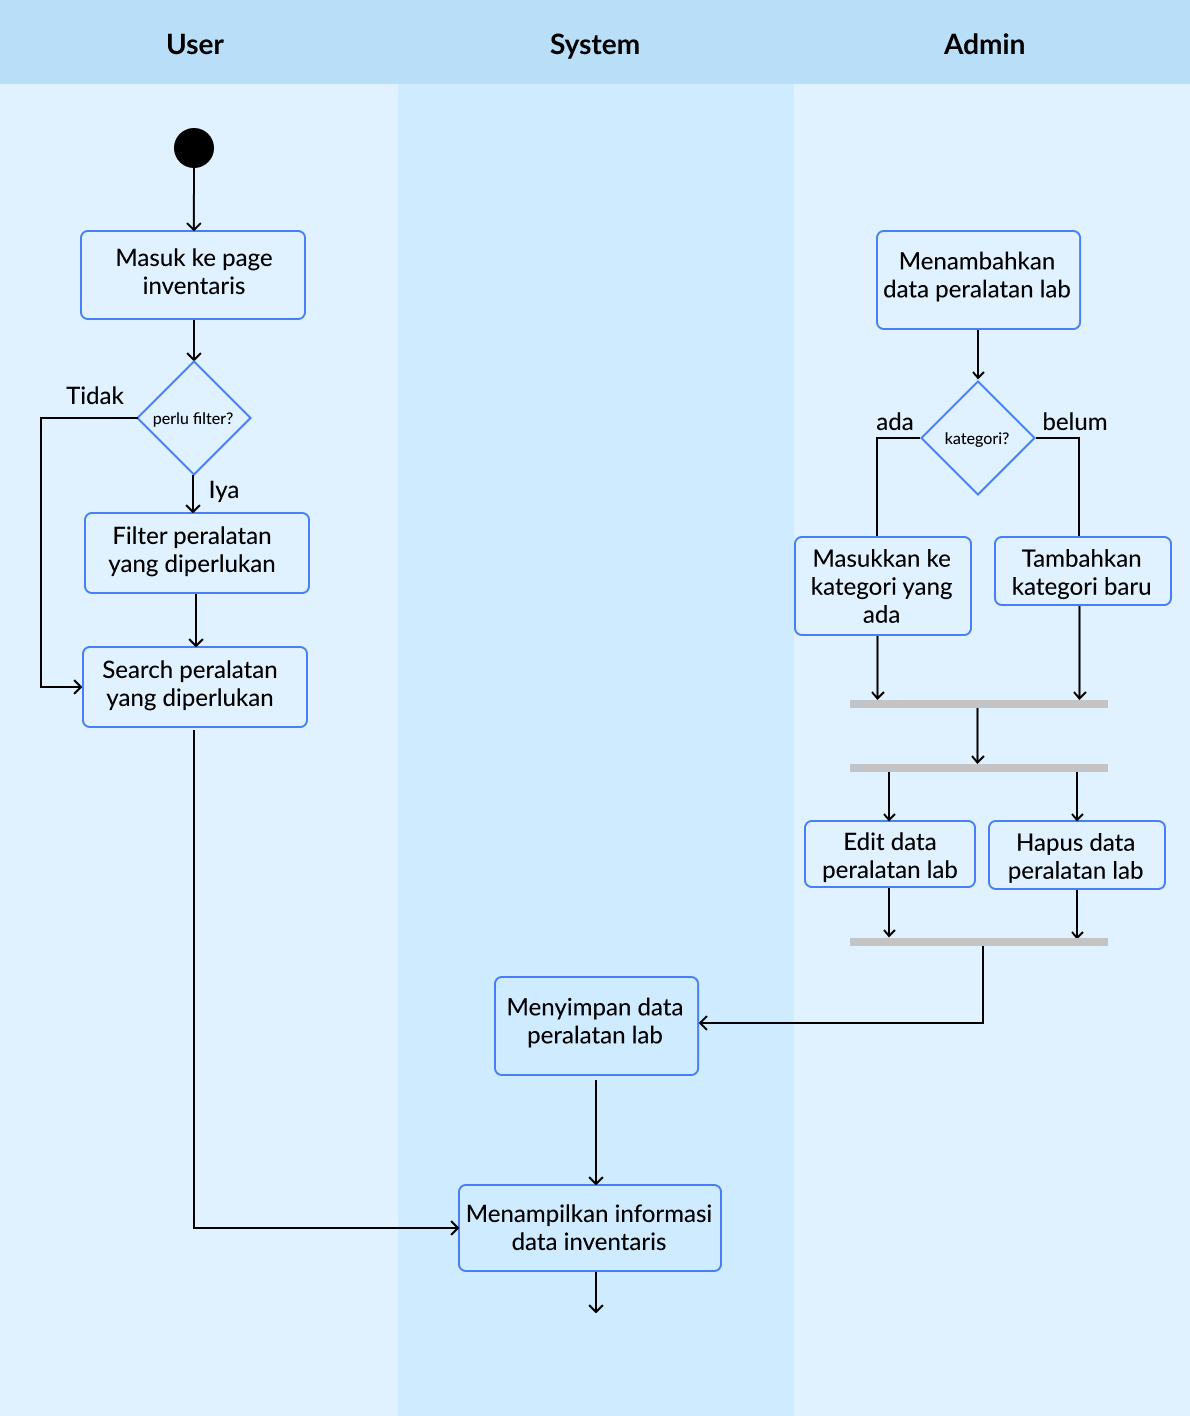 User
System
Admin
Masuk ke page
inventaris
Tidak
perlu filter?
Iya
Filter peralatan
yang diperlukan
Search peralatan
yang diperlukan
Menambahkan
data peralatan lab
ada
kategori?
belum
Masukkan ke
kategori yang
ada
Tambahkan
kategori baru
Edit data
peralatan lab
Hapus data
peralatan lab
Menyimpan data
peralatan lab
Menampilkan informasi
data inventaris